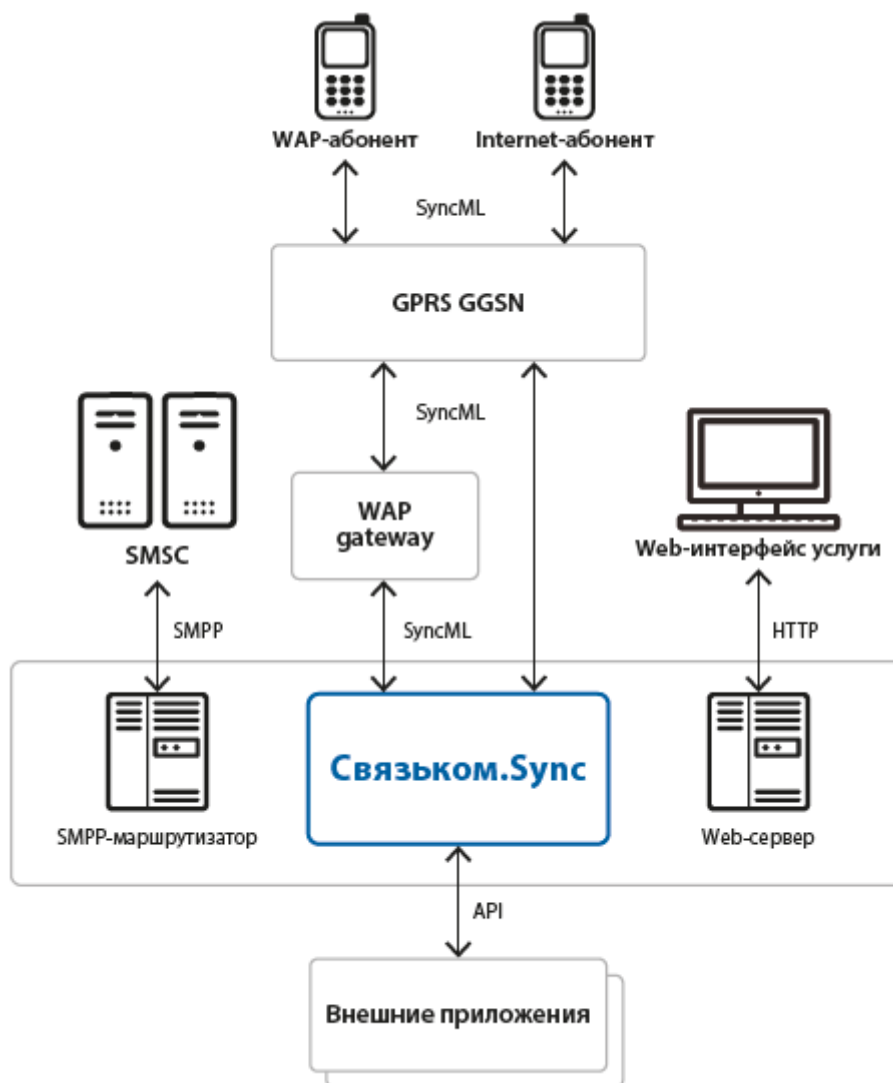 WAP-абонент
Internet-абонент
SyncML
GPRS GGSN
SyncML
WAP
gateway
SMSC
Web-интерфейс услуги
SMPP
SyncML
HTTP
Связьком.Sync
SMPP-маршрутизатор
Web-сервер
API
Внешние приложения